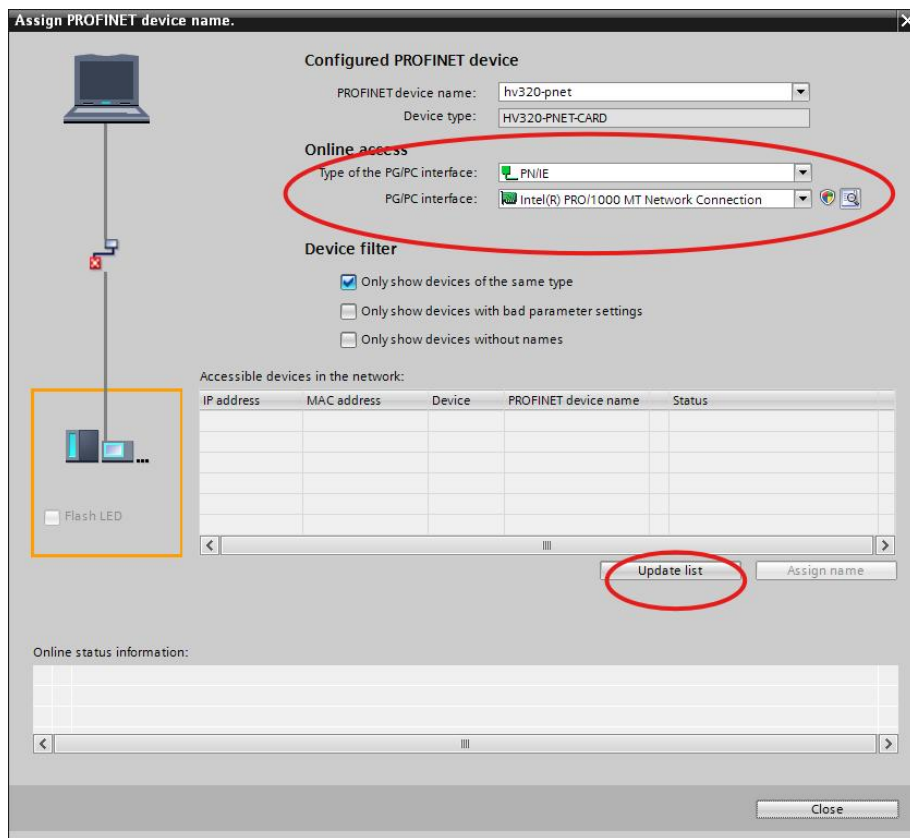 Assign PROFINET device name.
Configured PROFINET device
PROFINET device name: hv320-pnet
Device type: HV320-PNET-CARD
Online access
Type of the PG/PC interface: PN/IE
PG/PC interface: Intel(R) PRO/1000 MT Network Connection
Device filter
Only show devices of the same type
Only show devices with bad parameter settings
Only show devices without names
Accessible devices in the network:
IP address MAC address Device PROFINET device name Status
Flash LED
Update list Assign name
Online status information:
Close